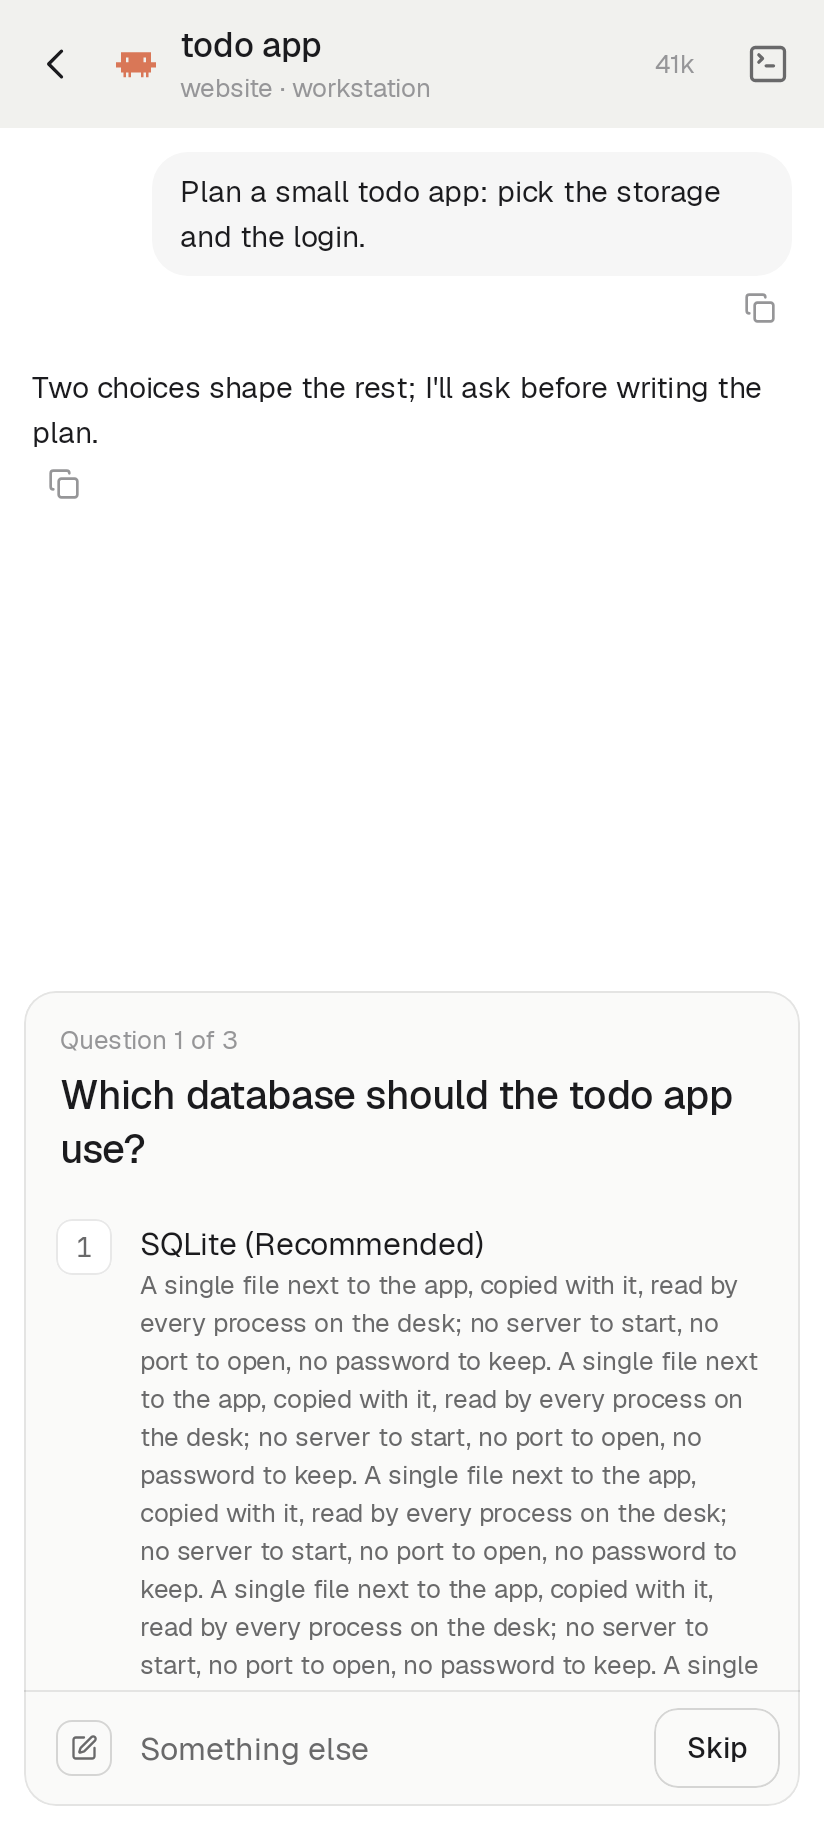 todo app
website · workstation
41k
Plan a small todo app: pick the storage
and the login.
Two choices shape the rest; I'll ask before writing the
plan.
Question 1 of 3
Which database should the todo app
use?
1
SQLite (Recommended)
A single file next to the app, copied with it, read by
every process on the desk; no server to start, no
port to open, no password to keep. A single file next
to the app, copied with it, read by every process on
the desk; no server to start, no port to open, no
password to keep. A single file next to the app,
copied with it, read by every process on the desk;
no server to start, no port to open, no password to
keep. A single file next to the app, copied with it,
read by every process on the desk; no server to
start, no port to open, no password to keep. A single
Something else
Skip